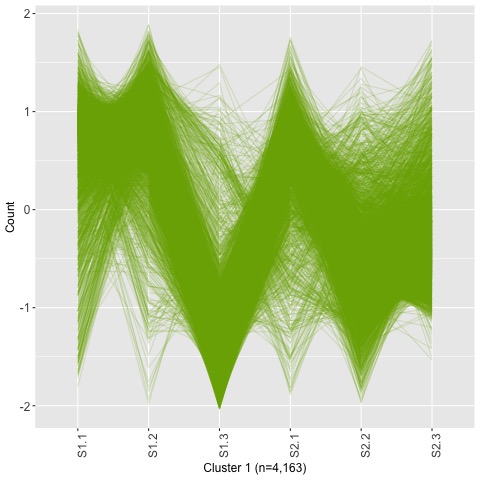 2
1
0
-1
-2
Count
S1.1
S1.2
S1.3
S2.1
S2.2
S2.3
Cluster 1 (n=4,163)